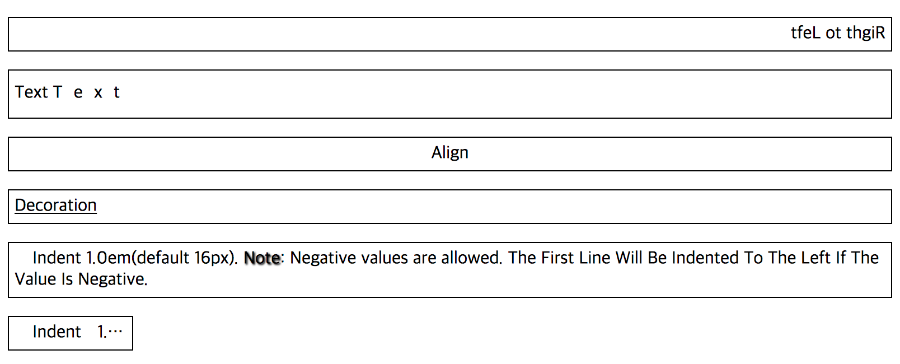 tfeL ot thgiR
Text T e x t
Align
Decoration
Indent 1.0em(default 16px). Note: Negative values are allowed. The First Line Will Be Indented To The Left If The
Value Is Negative.
Indent 1.…